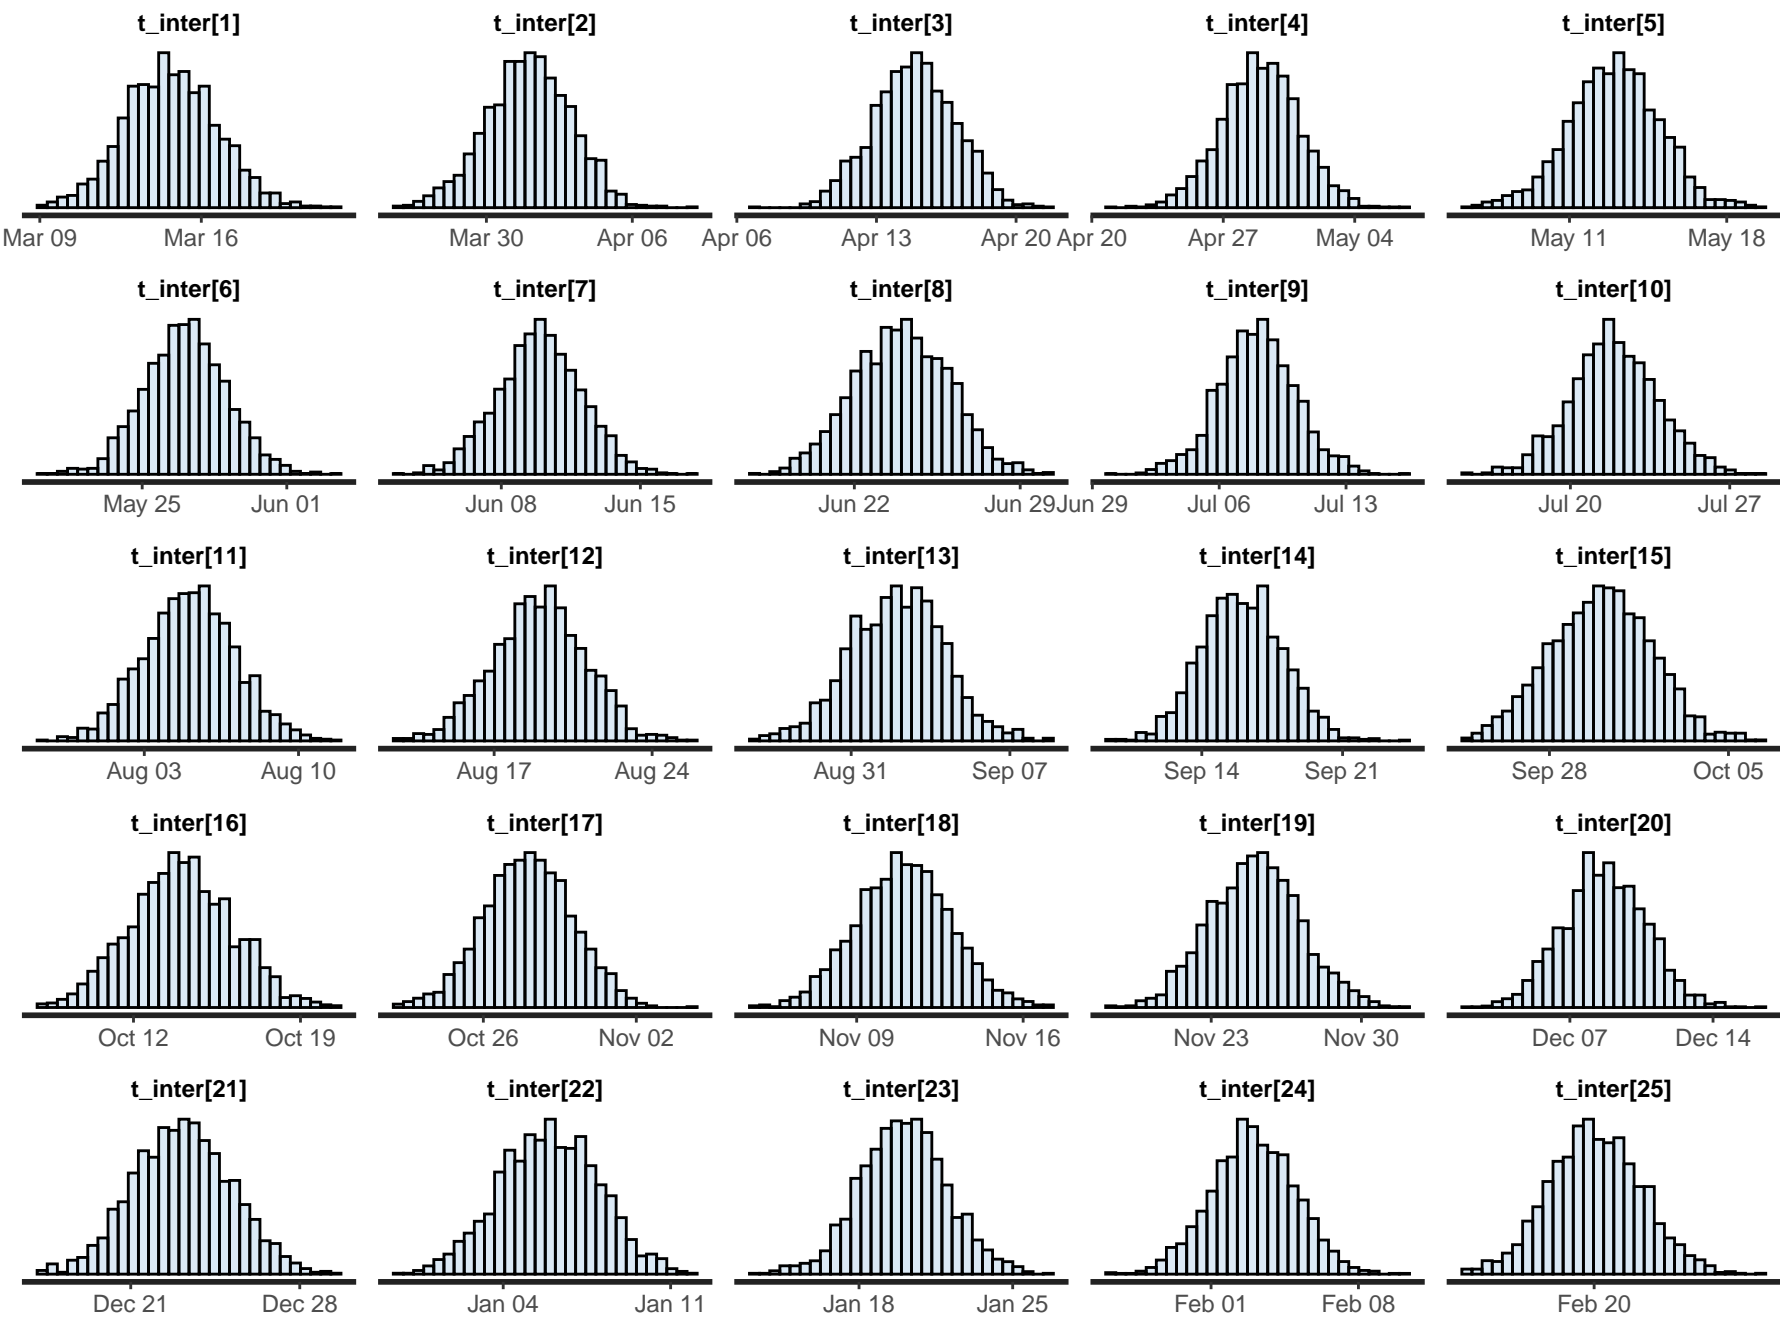 t_inter[1] t_inter[2] t_inter[3] t_inter[4] t_inter[5]
Mar 09 Mar 16 Mar 30 Apr 06 Apr 06 Apr 13 Apr 20 Apr 20 Apr 27 May 04 May 11 May 18
t_inter[6] t_inter[7] t_inter[8] t_inter[9] t_inter[10]
May 25 Jun 01 Jun 08 Jun 15 Jun 22 Jun 29 Jun 29 Jul 06 Jul 13 Jul 20 Jul 27
t_inter[11] t_inter[12] t_inter[13] t_inter[14] t_inter[15]
Aug 03 Aug 10 Aug 17 Aug 24 Aug 31 Sep 07 Sep 14 Sep 21 Sep 28 Oct 05
t_inter[16] t_inter[17] t_inter[18] t_inter[19] t_inter[20]
Oct 12 Oct 19 Oct 26 Nov 02 Nov 09 Nov 16 Nov 23 Nov 30 Dec 07 Dec 14
t_inter[21] t_inter[22] t_inter[23] t_inter[24] t_inter[25]
Dec 21 Dec 28 Jan 04 Jan 11 Jan 18 Jan 25 Feb 01 Feb 08 Feb 20